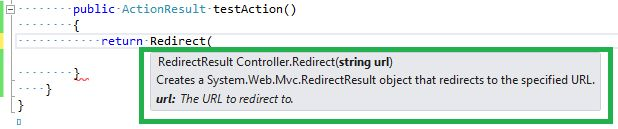 public ActionResult testAction()
{
return Redirect(
RedirectResult Controller.Redirect(string url)
Creates a System.Web.Mvc.RedirectResult object that redirects to the specified URL.
url: The URL to redirect to.
}
}
}